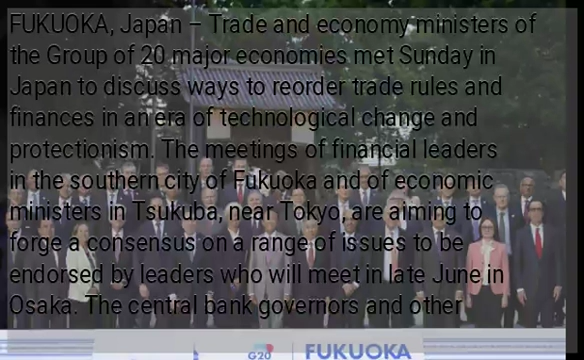 FUKUOKA, Japan – Trade and economy ministers of
the Group of 20 major economies met Sunday in
Japan to discuss ways to reorder trade rules and
finances in an era of technological change and
protectionism. The meetings of financial leaders
in the southern city of Fukuoka and of economic
ministers in Tsukuba, near Tokyo, are aiming to
forge a consensus on a range of issues to be
endorsed by leaders who will meet in late June in
Osaka. The central bank governors and other
G20 FUKUOKA